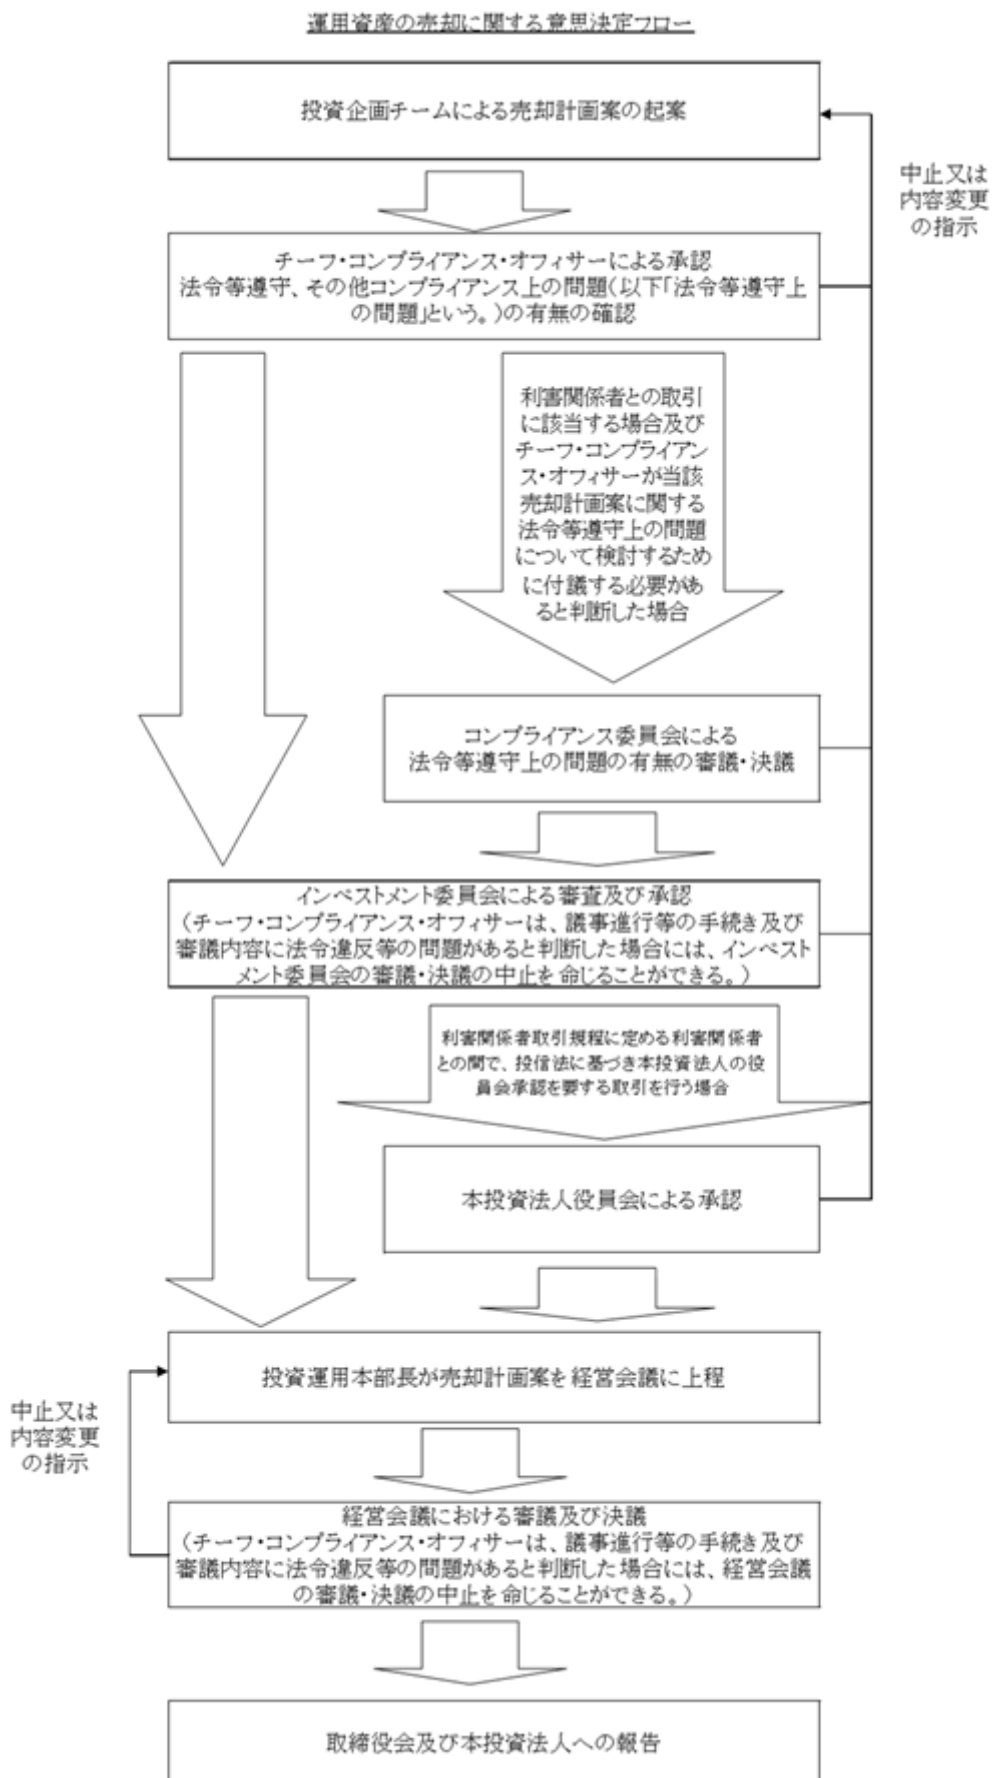 運用資産の売却に関する意思決定フロー
投資企画チームによる売却計画案の起案
中止又は
内容変更
の指示
チーフ・コンプライアンス・オフィサーによる承認
法令等遵守、その他コンプライアンス上の問題(以下「法令等遵守上
の問題」という。)の有無の確認
利害関係者との取引
に該当する場合及び
チーフ・コンプライアン
ス・オフィサーが当該
売却計画案に関する
法令等遵守上の問題
について検討するため
に付議する必要があ
ると判断した場合
コンプライアンス委員会による
法令等遵守上の問題の有無の審議・決議
インベストメント委員会による審査及び承認
(チーフ・コンプライアンス・オフィサーは、議事進行等の手続き及び
審議内容に法令違反等の問題があると判断した場合には、インベスト
メント委員会の審議・決議の中止を命じることができる。)
利害関係者取引規程に定める利害関係者
との間で、投信法に基づき本投資法人の役
員会承認を要する取引を行う場合
本投資法人役員会による承認
投資運用本部長が売却計画案を経営会議に上程
中止又は
内容変更
の指示
経営会議における審議及び決議
(チーフ・コンプライアンス・オフィサーは、議事進行等の手続き及び
審議内容に法令違反等の問題があると判断した場合には、経営会議
の審議・決議の中止を命じることができる。)
取締役会及び本投資法人への報告